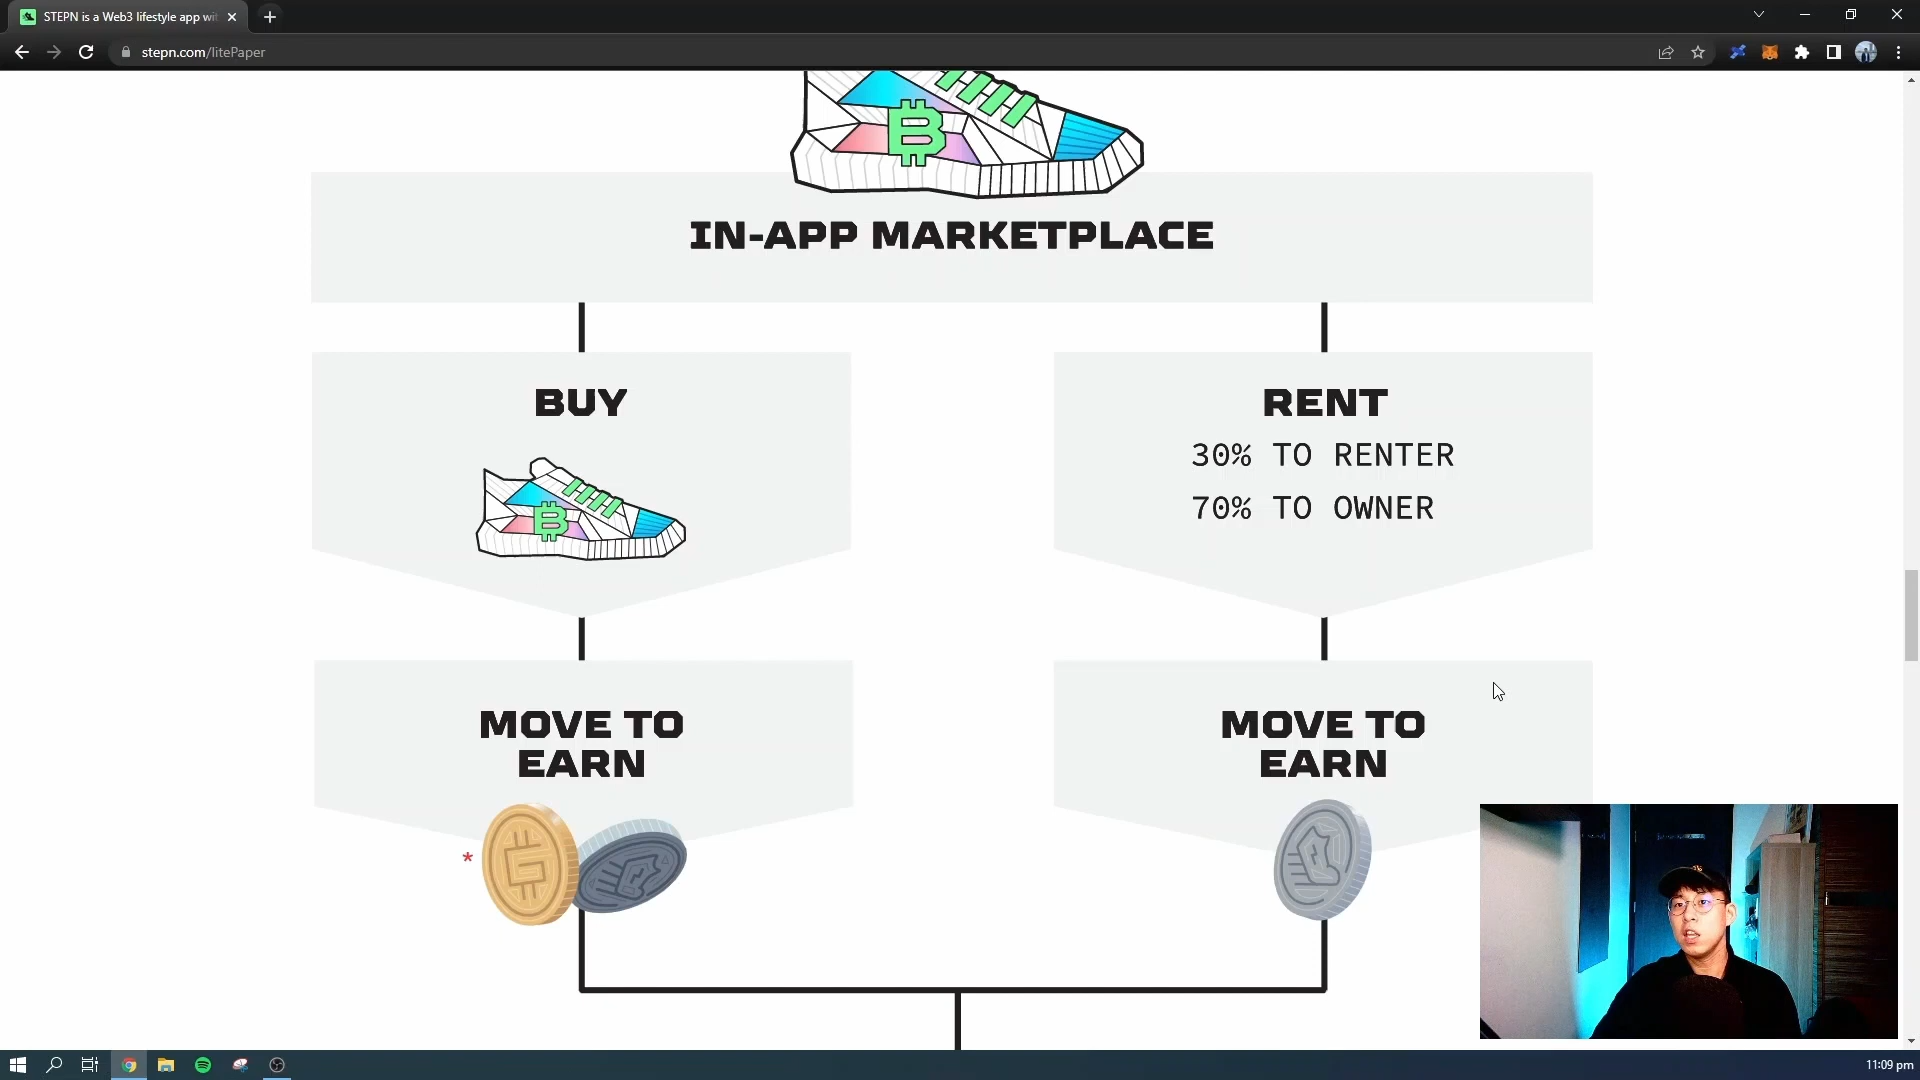 STEPN is a Web3 lifestyle app wit
stepn.com/litePaper
IN-APP MARKETPLACE
BUY
RENT
30% TO RENTER
70% TO OWNER
MOVE TO
EARN
MOVE TO
EARN
*
11:09 pm